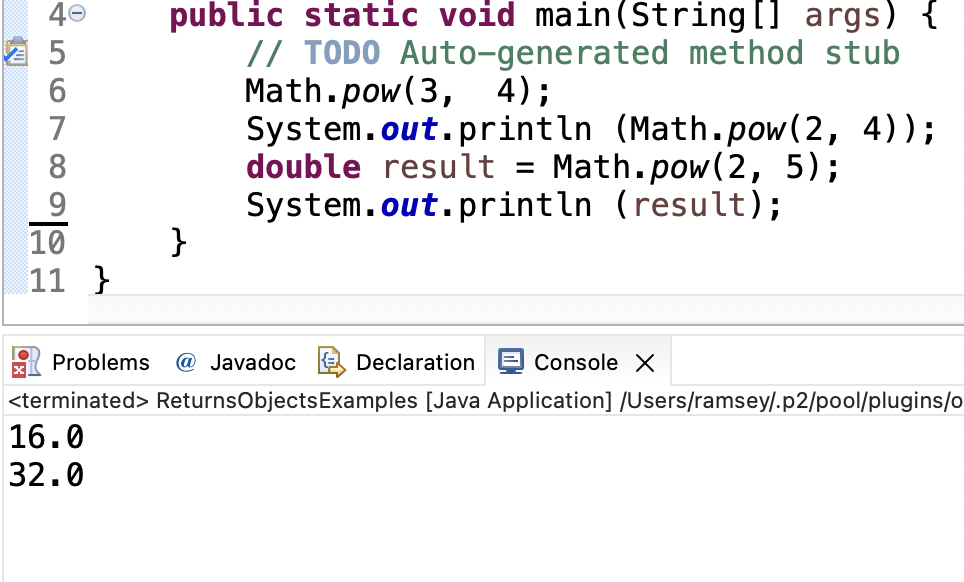 4 public static void main(String[] args) {
5 // TODO Auto-generated method stub
6 Math.pow(3,  4);
7 System.out.println (Math.pow(2, 4));
8 double result = Math.pow(2, 5);
9 System.out.println (result);
10 }
11 }
Problems @ Javadoc Declaration Console
<terminated> ReturnsObjectsExamples [Java Application] /Users/ramsey/.p2/pool/plugins/o
16.0
32.0